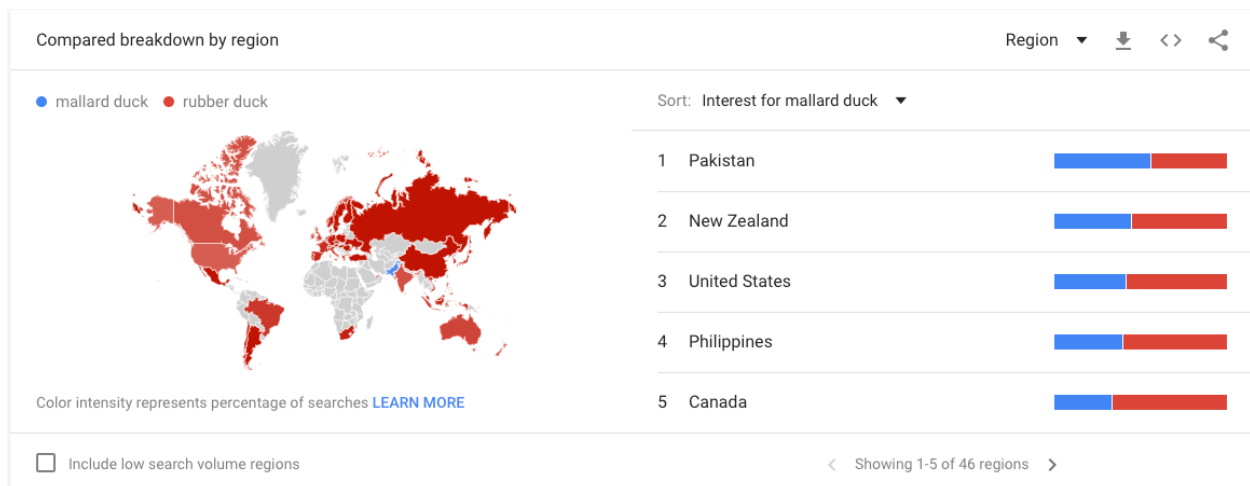 Compared breakdown by region
Region
mallard duck
rubber duck
Color intensity represents percentage of searches LEARN MORE
Sort: Interest for mallard duck
1 Pakistan
2 New Zealand
3 United States
4 Philippines
5 Canada
Include low search volume regions
Showing 1-5 of 46 regions